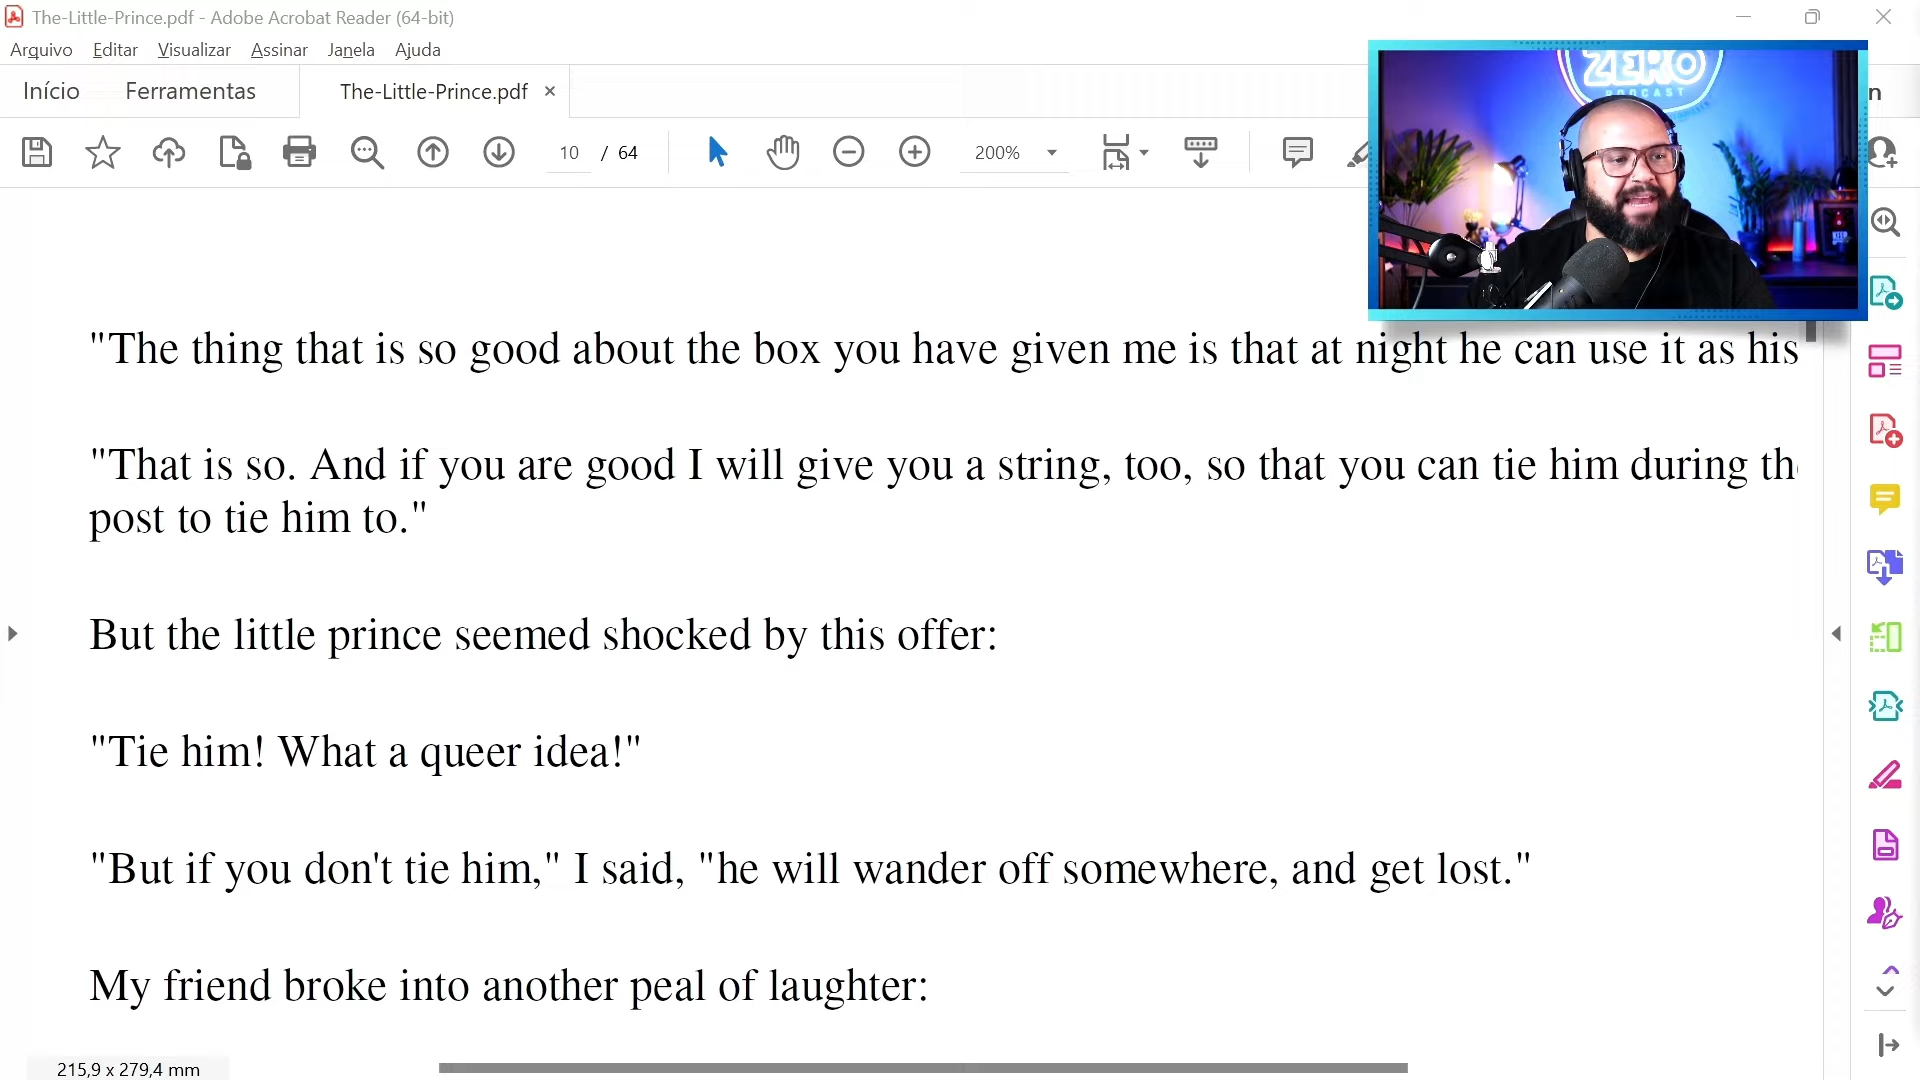 The-Little-Prince.pdf - Adobe Acrobat Reader (64-bit)
Arquivo Editar Visualizar Assinar Janela Ajuda
Início Ferramentas The-Little-Prince.pdf
10 / 64 200%
ZERO
PODCAST
KEEP
"The thing that is so good about the box you have given me is that at night he can use it as his
"That is so. And if you are good I will give you a string, too, so that you can tie him during th
post to tie him to."
But the little prince seemed shocked by this offer:
"Tie him! What a queer idea!"
"But if you don't tie him," I said, "he will wander off somewhere, and get lost."
My friend broke into another peal of laughter:
215,9 x 279,4 mm